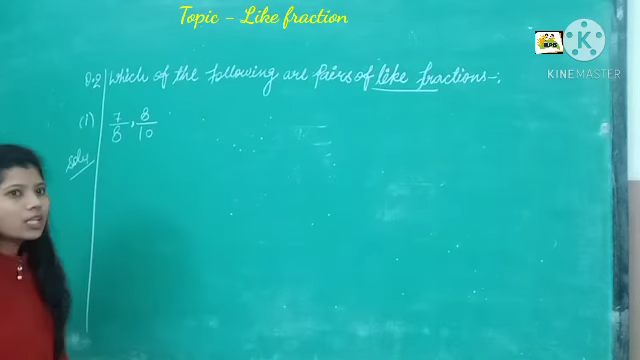 Topic - Like fraction
KINEMASTER
Q.2 Which of the following are pairs of like fractions-:
(i) 7/8, 8/10
Soln